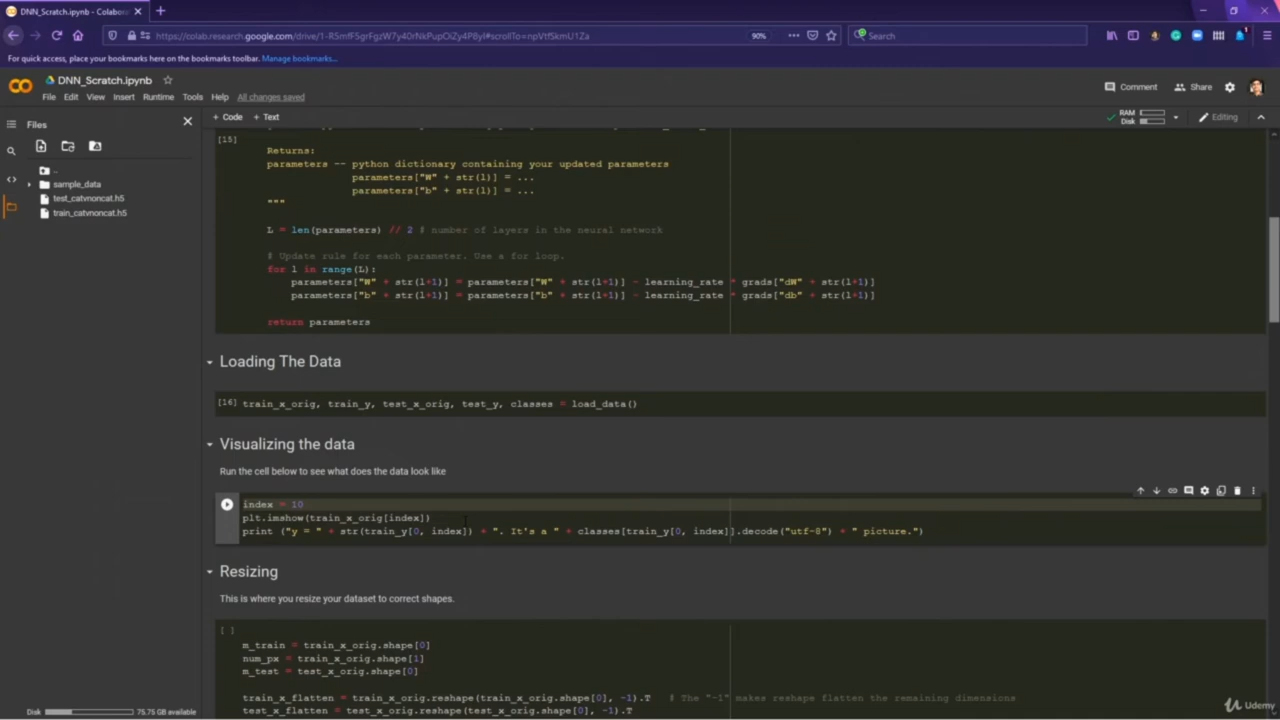 DNN_Scratch.ipynb - Colabora
https://colab.research.google.com/drive/1-R5mfF5grFgzW7y40rNkPupOiZy4P8yl#scrollTo=npVtfSkmU1Za
90%
Search
For quick access, place your bookmarks here on the bookmarks toolbar. Manage bookmarks...
DNN_Scratch.ipynb
Comment
Share
File Edit View Insert Runtime Tools Help All changes saved
Files
+ Code + Text
RAM
Disk
Editing
..
sample_data
test_catvnoncat.h5
train_catvnoncat.h5
[15]
Returns:
parameters -- python dictionary containing your updated parameters
parameters["W" + str(l)] = ...
parameters["b" + str(l)] = ...
"""
L = len(parameters) // 2 # number of layers in the neural network
# Update rule for each parameter. Use a for loop.
for l in range(L):
parameters["W" + str(l+1)] = parameters["W" + str(l+1)] - learning_rate * grads["dW" + str(l+1)]
parameters["b" + str(l+1)] = parameters["b" + str(l+1)] - learning_rate * grads["db" + str(l+1)]
return parameters
Loading The Data
[16] train_x_orig, train_y, test_x_orig, test_y, classes = load_data()
Visualizing the data
Run the cell below to see what does the data look like
index = 10
plt.imshow(train_x_orig[index])
print ("y = " + str(train_y[0, index]) + ". It's a " + classes[train_y[0, index]].decode("utf-8") + " picture.")
Resizing
This is where you resize your dataset to correct shapes.
[ ]
m_train = train_x_orig.shape[0]
num_px = train_x_orig.shape[1]
m_test = test_x_orig.shape[0]
train_x_flatten = train_x_orig.reshape(train_x_orig.shape[0], -1).T # The "-1" makes reshape flatten the remaining dimensions
test_x_flatten = test_x_orig.reshape(test_x_orig.shape[0], -1).T
Disk 75.75 GB available
Udemy